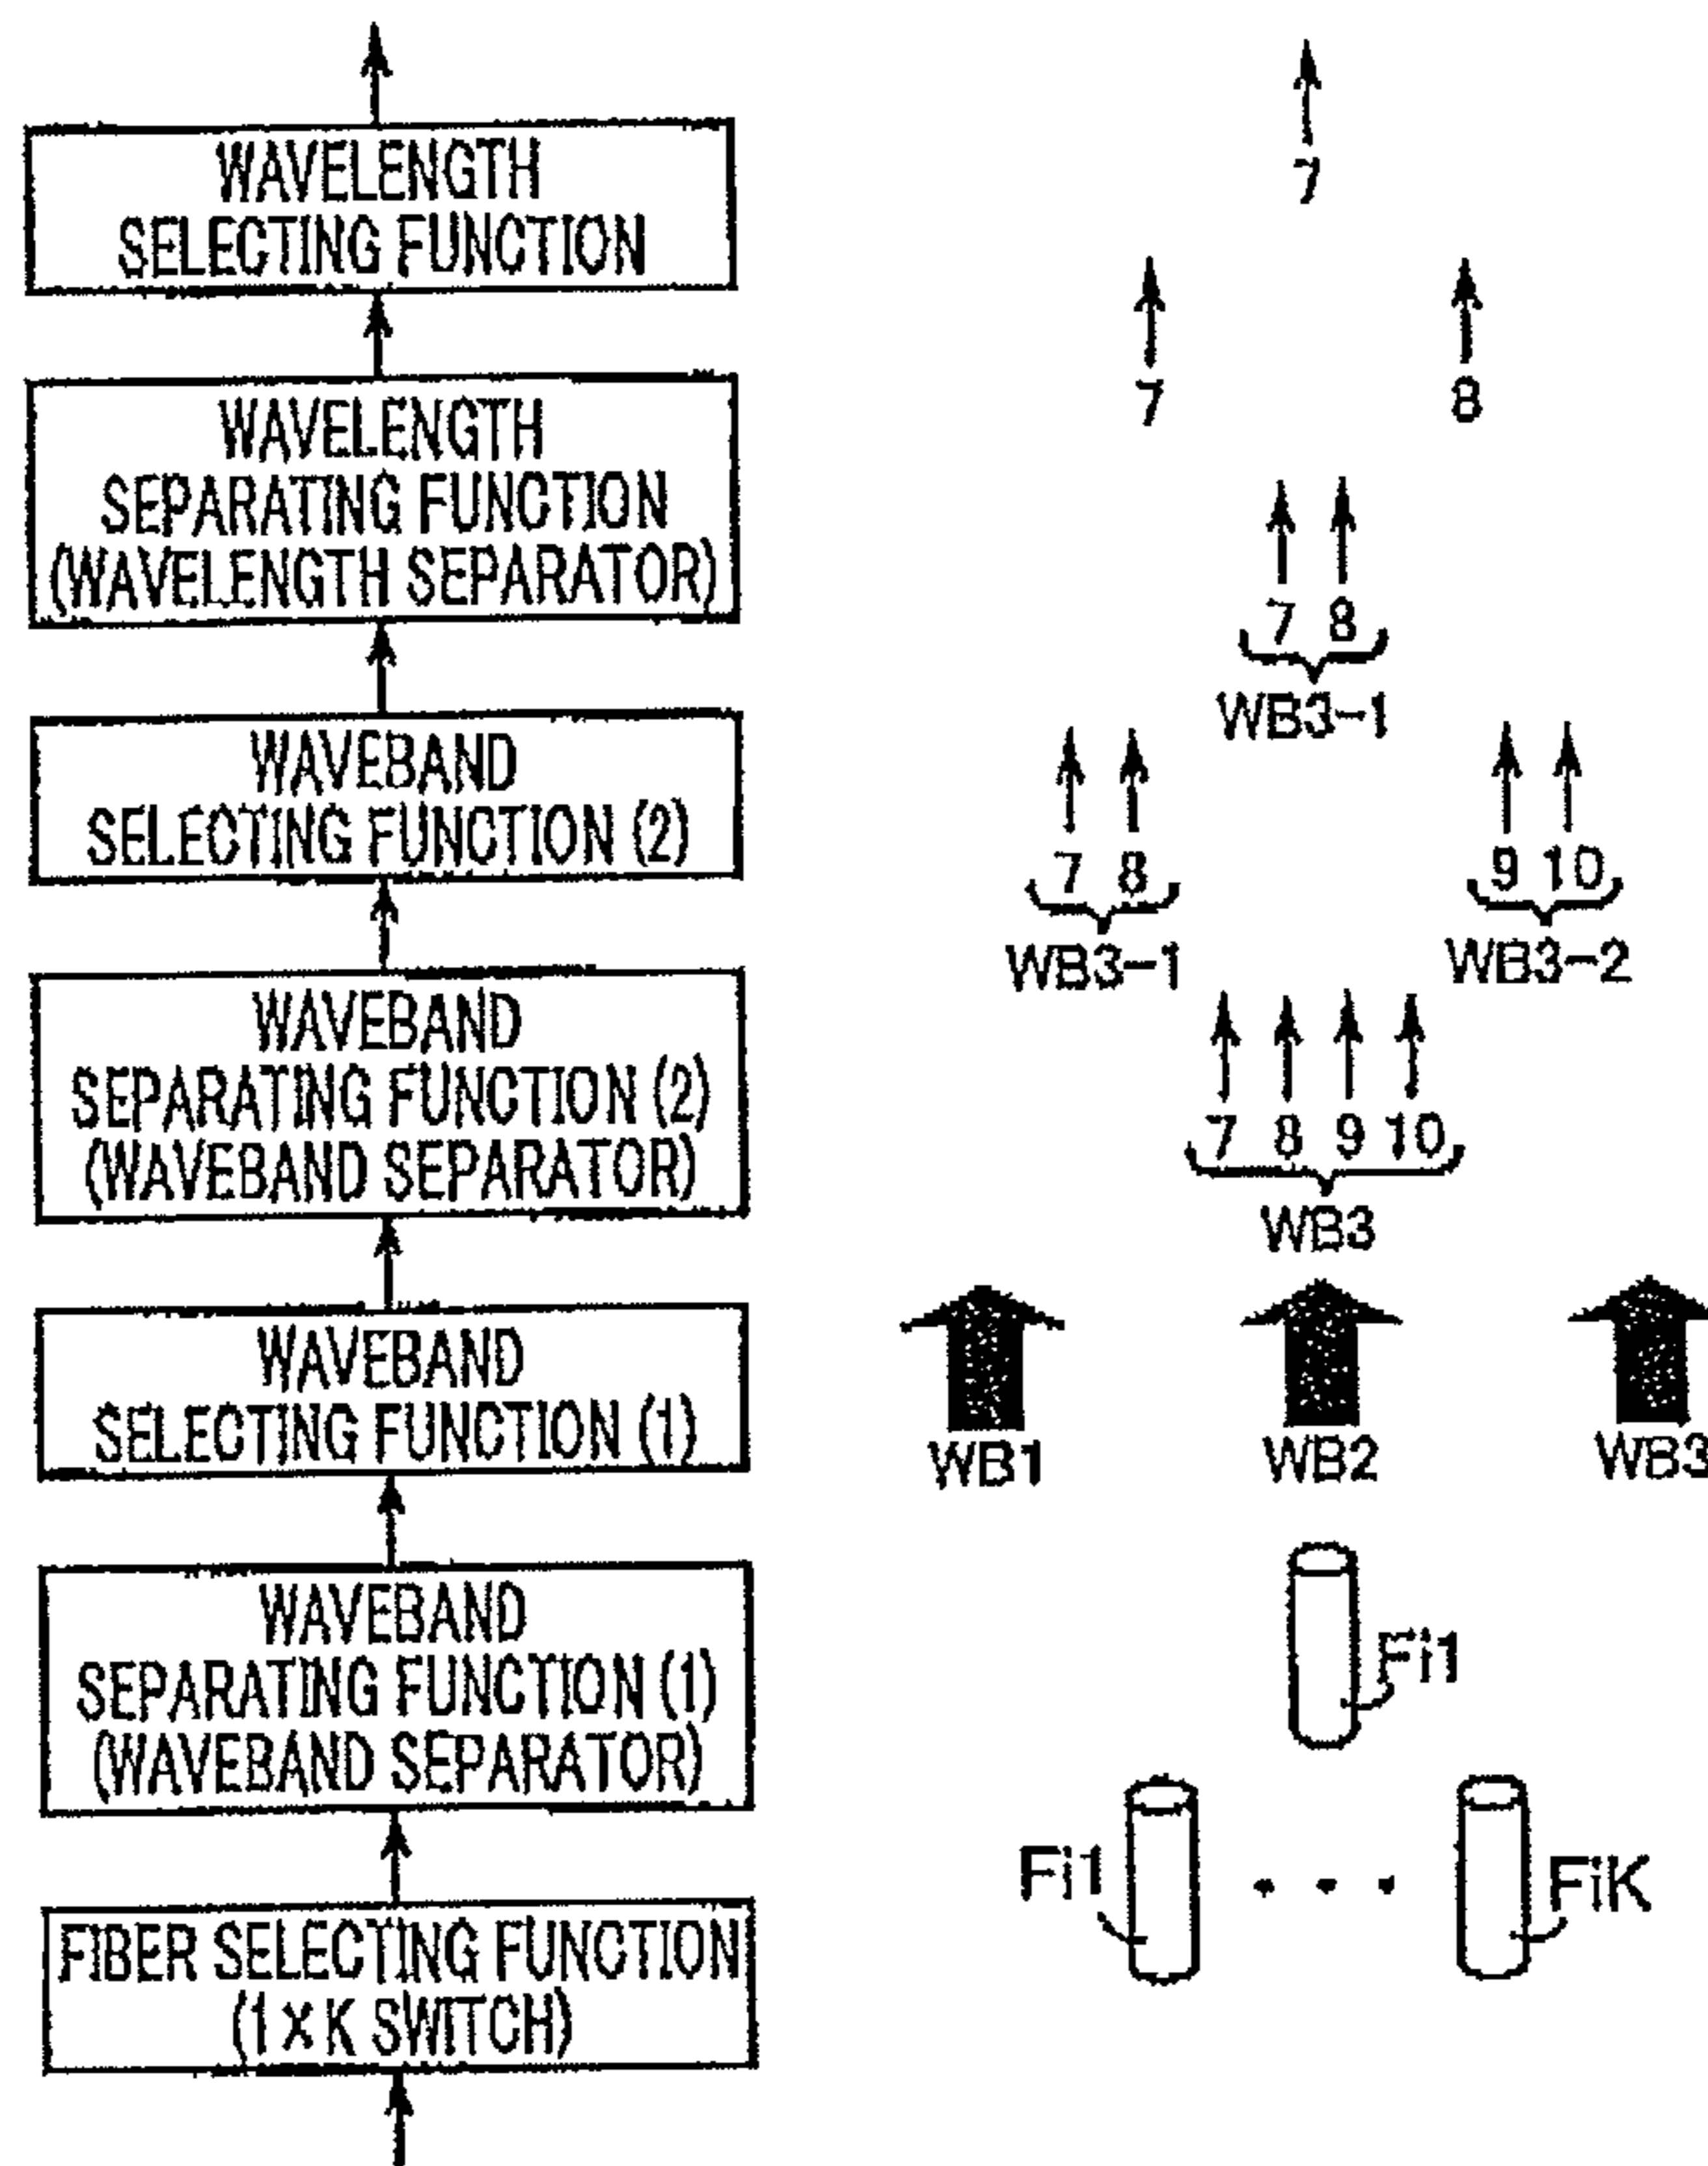 WAVELENGTH
SELECTING FUNCTION
WAVELENGTH
SEPARATING FUNCTION
(WAVELENGTH SEPARATOR)
WAVEBAND
SELECTING FUNCTION (2)
WAVEBAND
SEPARATING FUNCTION (2)
(WAVEBAND SEPARATOR)
WAVEBAND
SELECTING FUNCTION (1)
WAVEBAND
SEPARATING FUNCTION (1)
(WAVEBAND SEPARATOR)
FIBER SELECTING FUNCTION
(1×K SWITCH)
7
7 8
7 8
WB3-1
7 8 9 10
WB3-1 WB3-2
7 8 9 10
WB3
WB1 WB2 WB3
Fi1
Fi1 ... FiK